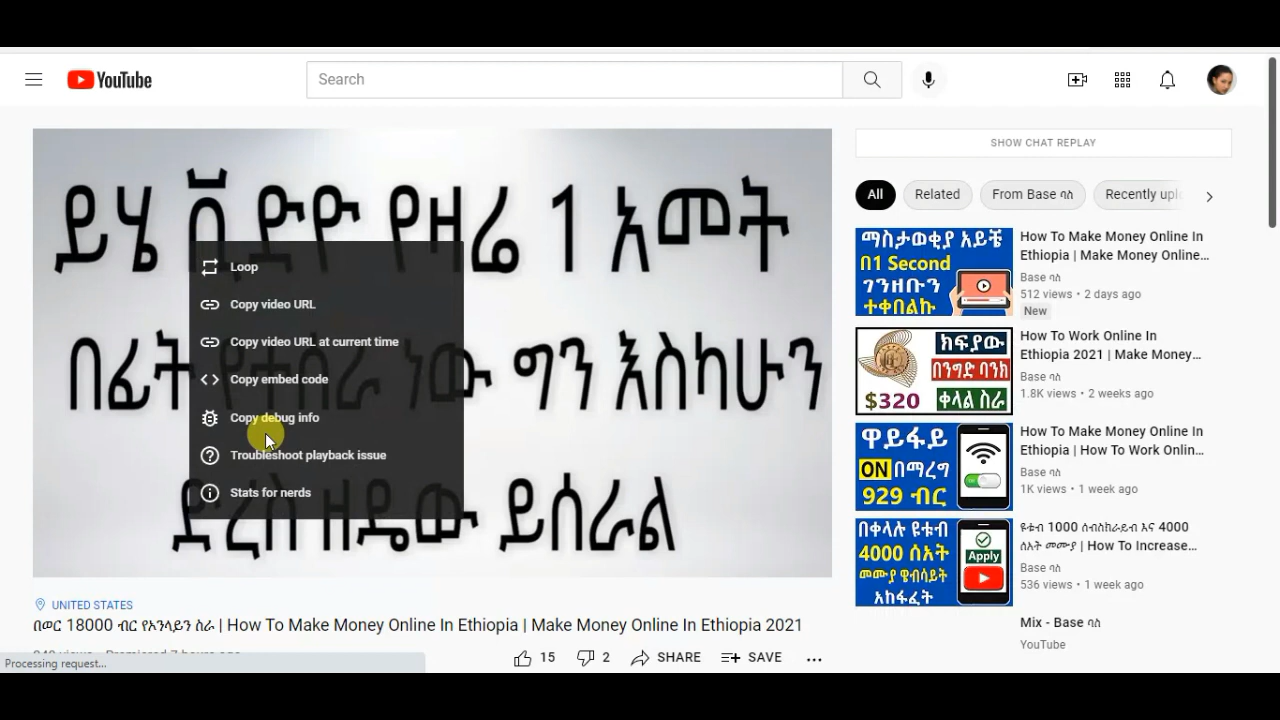 YouTube
Search
ይሄ ቪድዮ የዛሬ 1 አመት
በፊት የተሰራ ነው ግን እስካሁን
ድረስ ዘዴው ይሰራል
Loop
Copy video URL
Copy video URL at current time
Copy embed code
Copy debug info
Troubleshoot playback issue
Stats for nerds
UNITED STATES
በወር 18000 ብር የኦንላይን ስራ | How To Make Money Online In Ethiopia | Make Money Online In Ethiopia 2021
15
2
SHARE
SAVE
Processing request...
SHOW CHAT REPLAY
All
Related
From Base ባስ
Recently upl
ማስታወቂያ አይቼ
በ1 Second
ገንዘቡን
ተቀበልኩ
How To Make Money Online In
Ethiopia | Make Money Online...
Base ባስ
512 views • 2 days ago
New
ክፍያው
በንግድ ባንክ
$320
ቀላል ስራ
How To Work Online In
Ethiopia 2021 | Make Money...
Base ባስ
1.8K views • 2 weeks ago
ዋይፋይ
ON በማረግ
929 ብር
How To Make Money Online In
Ethiopia | How To Work Onlin...
Base ባስ
1K views • 1 week ago
በቀላሉ ዩቱብ
4000 ሰአት
መሙያ ዌብሳይት
አከፋፈት
Apply
ዩቱብ 1000 ሰብስክራይብ እና 4000
ሰአት መሙያ | How To Increase...
Base ባስ
536 views • 1 week ago
Mix - Base ባስ
YouTube